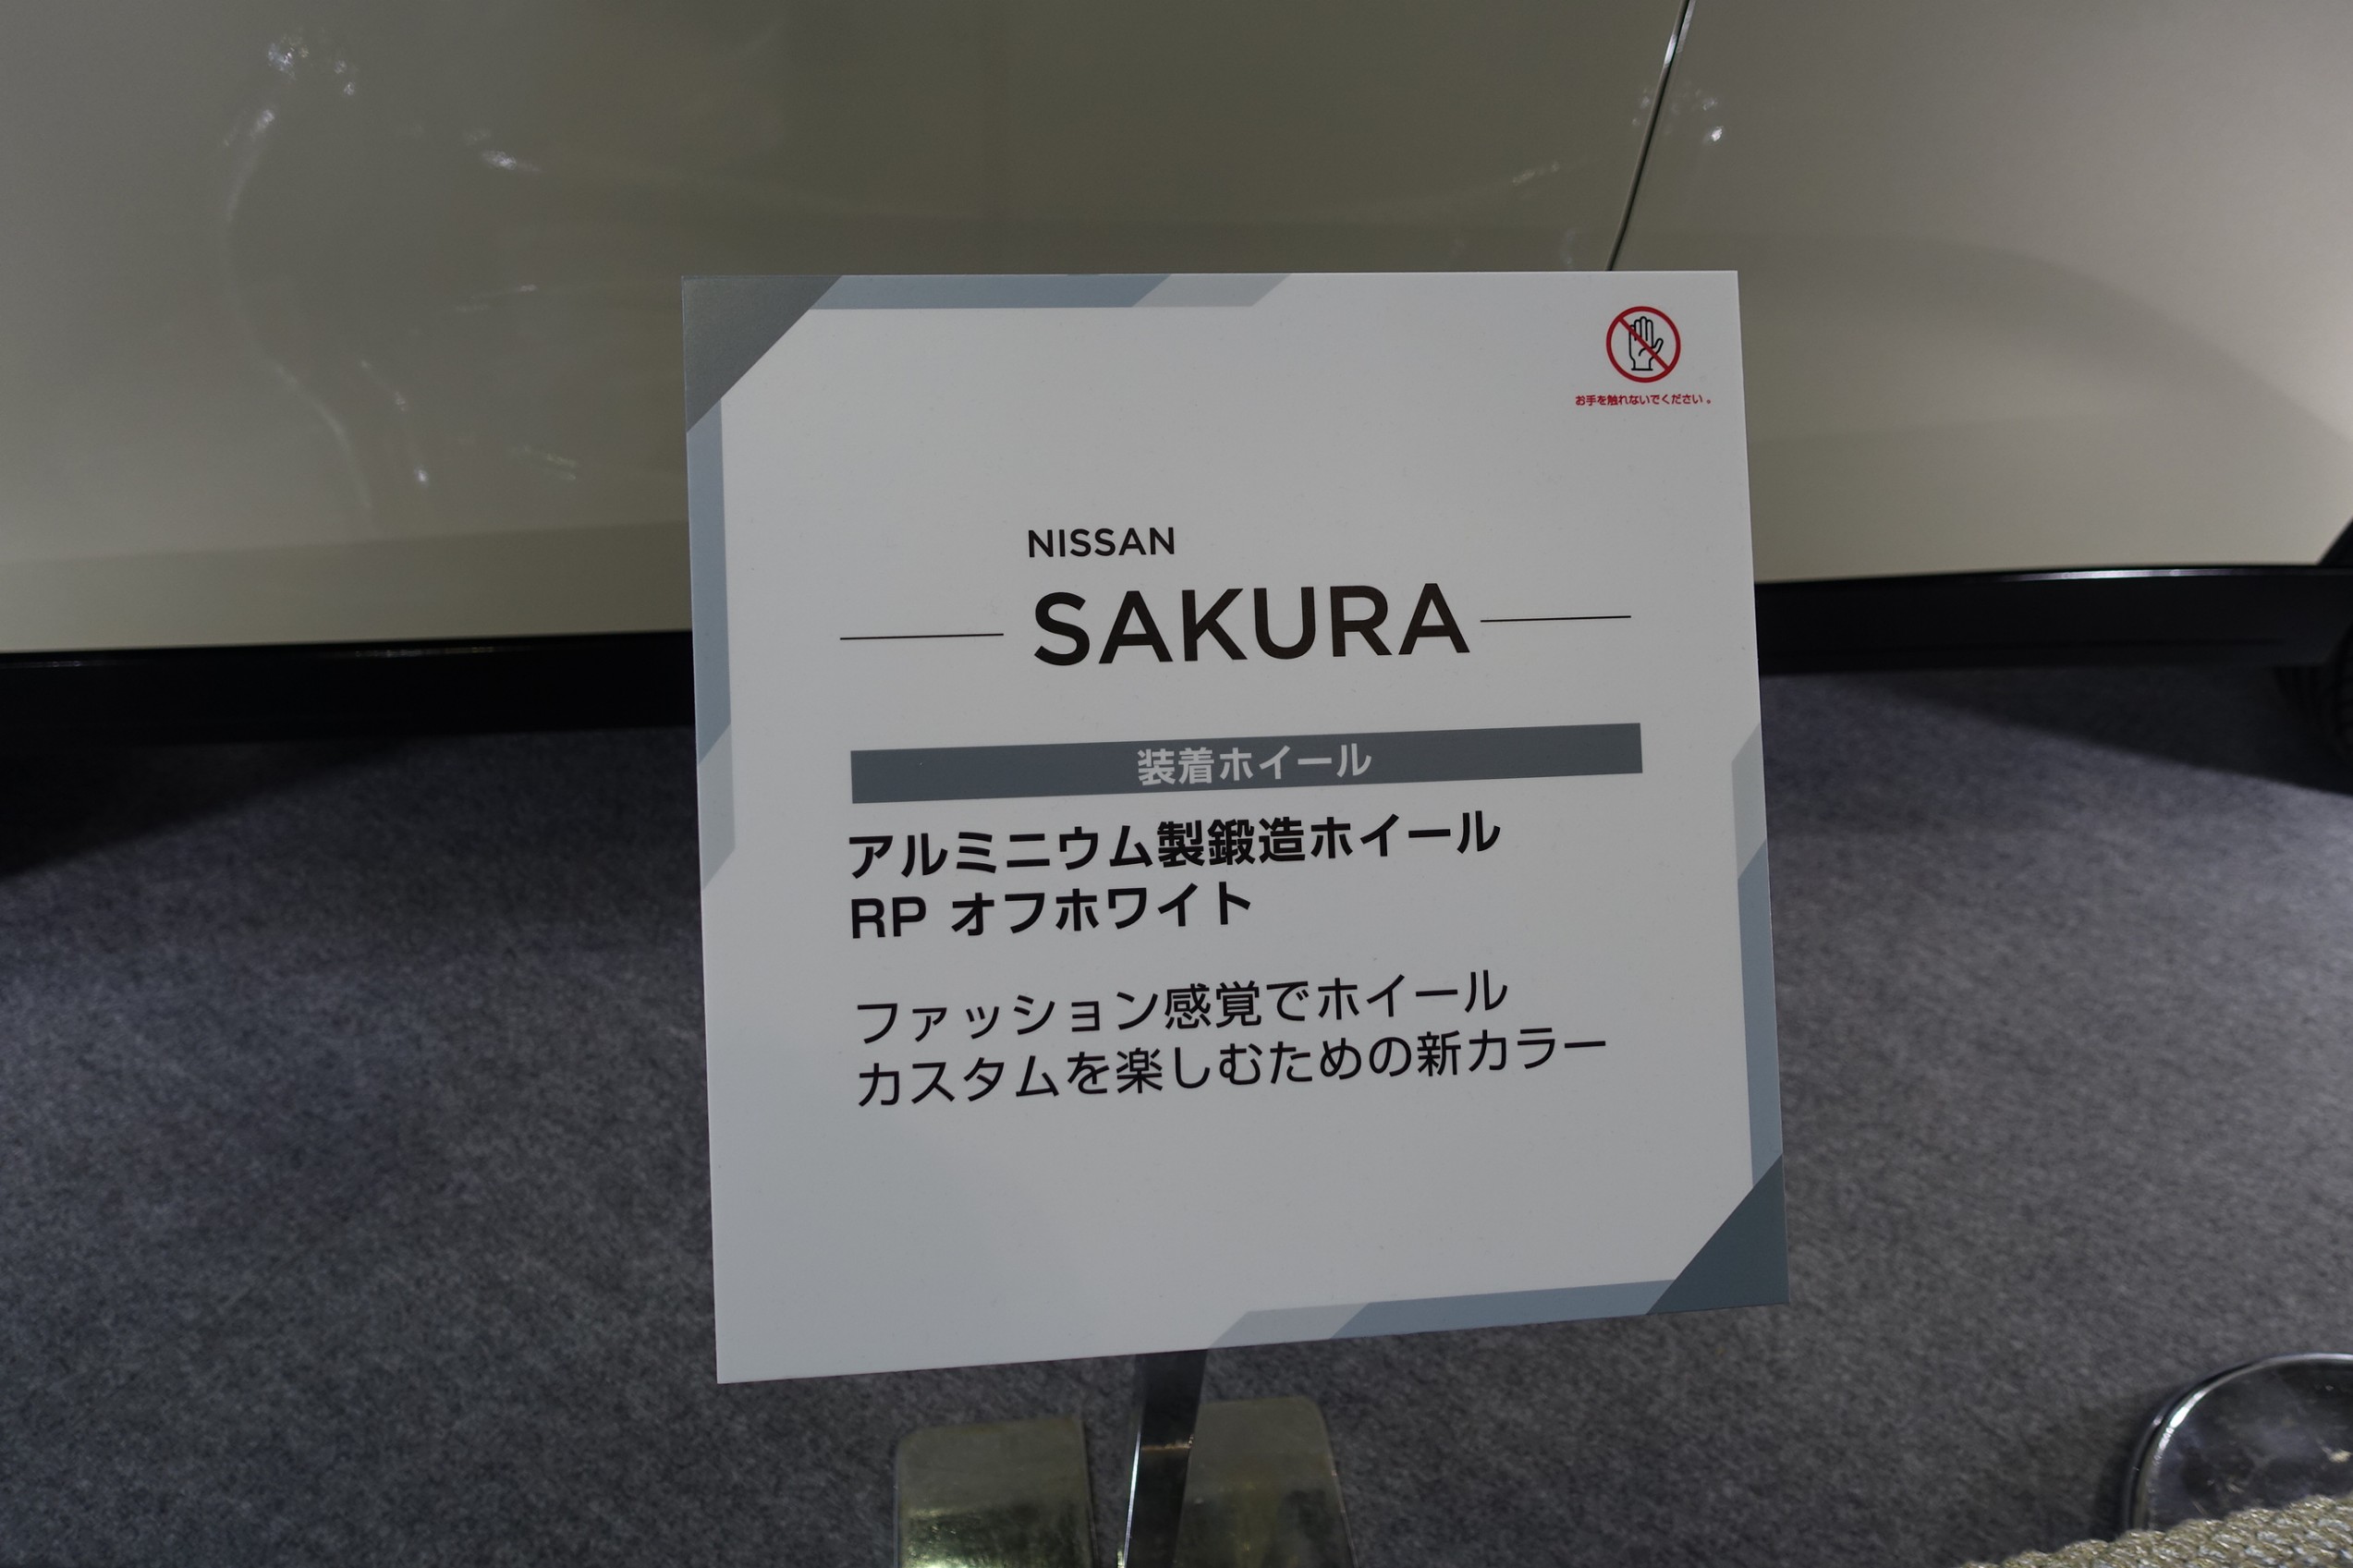 お手を触れないでください。
NISSAN
SAKURA
装着ホイール
アルミニウム製鍛造ホイール
RP オフホワイト
ファッション感覚でホイール
カスタムを楽しむための新カラー